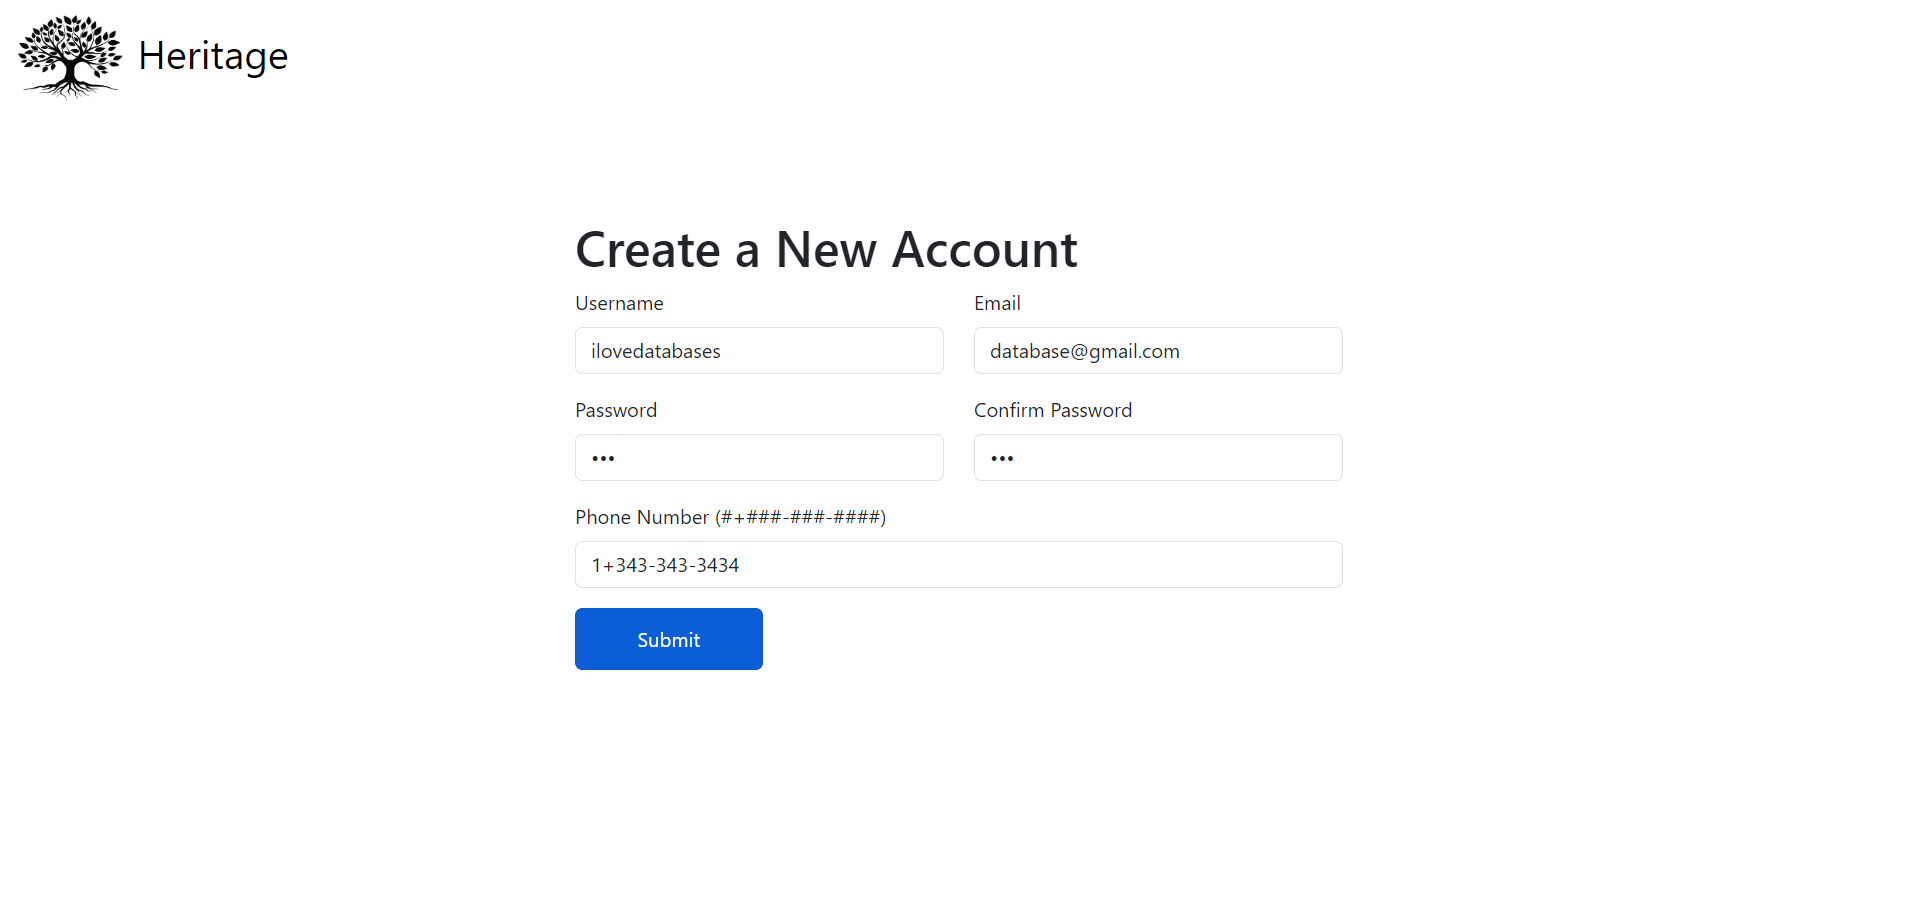 Heritage
Create a New Account
Username
Email
ilovedatabases
database@gmail.com
Password
Confirm Password
•••
•••
Phone Number (#+###-###-####)
1+343-343-3434
Submit